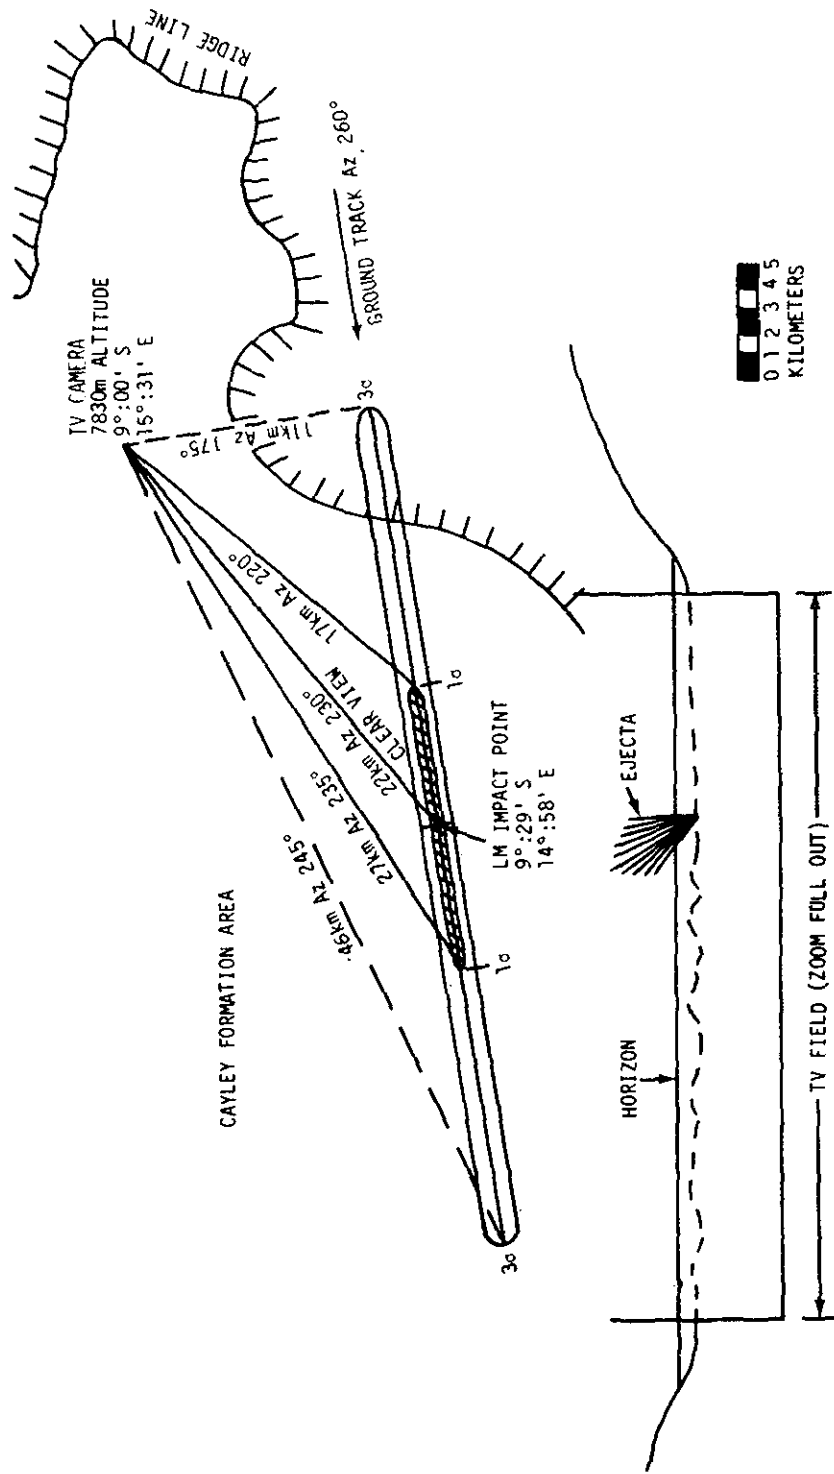 RIDGE LINE
GROUND TRACK AZ. 260°
TV CAMERA
7830m ALTITUDE
9°:00' S
15°:31' E
11km Az 175°
3σ
17km Az 220°
CLEAR VIEW
22km Az 230°
27km Az 235°
46km Az 245°
1σ
LM IMPACT POINT
9°:29' S
14°:58' E
1σ
3σ
CAYLEY FORMATION AREA
0 1 2 3 4 5
KILOMETERS
EJECTA
HORIZON
TV FIELD (ZOOM FULL OUT)